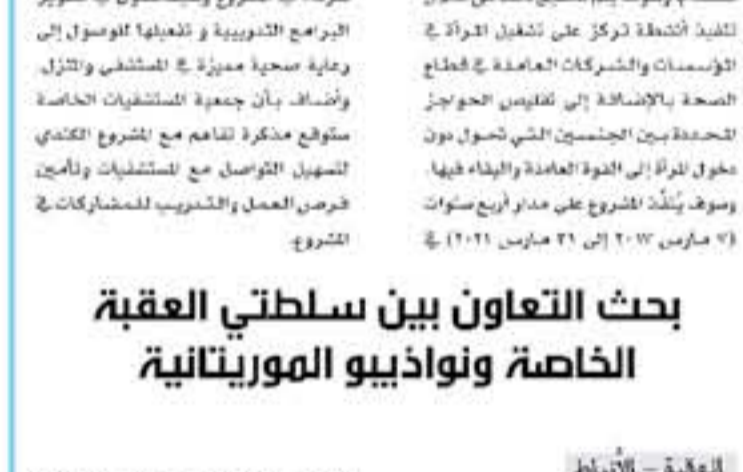 تنفيذ أنشطة تركز على تشغيل المرأة في
المؤسسات والشركات العاملة في قطاع
الصحة بالإضافة إلى تقليص الحواجز
المحددة بين الجنسين التي تحول دون
دخول المرأة إلى القوة العاملة والبقاء فيها.
وسوف يُنفَّذ المشروع على مدار أربع سنوات
(٧ مارس ٢٠١٧ إلى ٣١ مارس ٢٠٢١) في
البرامج التدريبية و تفعيلها للوصول إلى
رعاية صحية مميزة في المستشفى والمنزل.
وأضاف بأن جمعية المستشفيات الخاصة
ستوقع مذكرة تفاهم مع المشروع الكندي
لتسهيل التواصل مع المستشفيات وتأمين
فرص العمل والتدريب للمشاركات في
المشروع.
بحث التعاون بين سلطتي العقبة
الخاصة ونواذيبو الموريتانية
العقبة – الأنباط